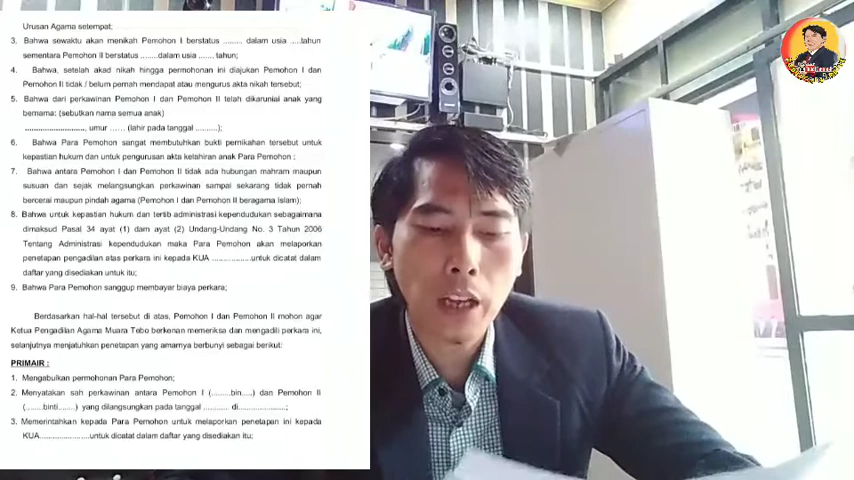 Urusan Agama setempat;
3. Bahwa sewaktu akan menikah Pemohon I berstatus ......... dalam usia .....tahun
sementara Pemohon II berstatus ........dalam usia ....... tahun;
4. Bahwa, setelah akad nikah hingga permohonan ini diajukan Pemohon I dan
Pemohon II tidak / belum pernah mendapat atau mengurus akta nikah tersebut;
5. Bahwa dari perkawinan Pemohon I dan Pemohon II telah dikaruniai anak yang
bernama: (sebutkan nama semua anak)
............................., umur ...... (lahir pada tanggal ..........);
6. Bahwa Para Pemohon sangat membutuhkan bukti pernikahan tersebut untuk
kepastian hukum dan untuk pengurusan akta kelahiran anak Para Pemohon ;
7. Bahwa antara Pemohon I dan Pemohon II tidak ada hubungan mahram maupun
susuan dan sejak melangsungkan perkawinan sampai sekarang tidak pernah
bercerai maupun pindah agama (Pemohon I dan Pemohon II beragama Islam);
8. Bahwa untuk kepastian hukum dan tertib administrasi kependudukan sebagaimana
dimaksud Pasal 34 ayat (1) dam ayat (2) Undang-Undang No. 3 Tahun 2006
Tentang Administrasi kependudukan maka Para Pemohon akan melaporkan
penetapan pengadilan atas perkara ini kepada KUA ..................untuk dicatat dalam
daftar yang disediakan untuk itu;
9. Bahwa Para Pemohon sanggup membayar biaya perkara;
Berdasarkan hal-hal tersebut di atas, Pemohon I dan Pemohon II mohon agar
Ketua Pengadilan Agama Muara Tebo berkenan memeriksa dan mengadili perkara ini,
selanjutnya menjatuhkan penetapan yang amarnya berbunyi sebagai berikut:
PRIMAIR :
1. Mengabulkan permohonan Para Pemohon;
2. Menyatakan sah perkawinan antara Pemohon I (........bin.....) dan Pemohon II
(........binti........) yang dilangsungkan pada tanggal ............ di.......................;
3. Memerintahkan kepada Para Pemohon untuk melaporkan penetapan ini kepada
KUA......................untuk dicatat dalam daftar yang disediakan itu;